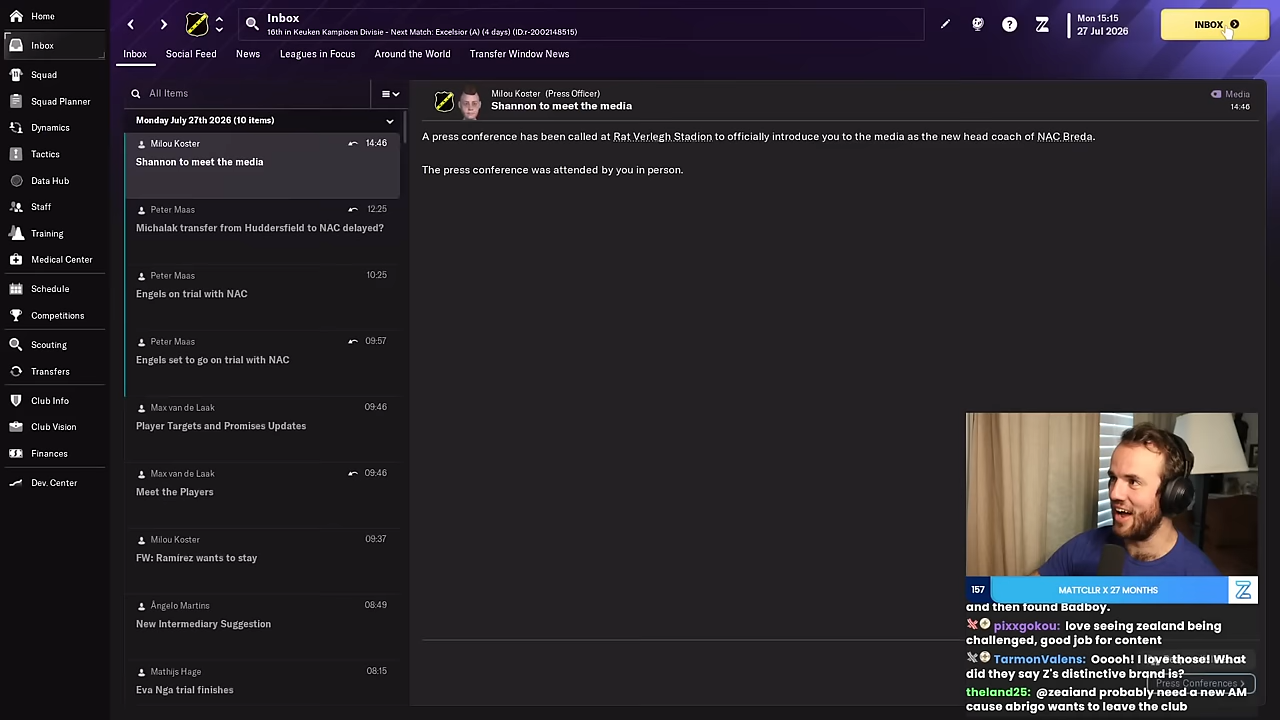 Home
Inbox
Squad
Squad Planner
Dynamics
Tactics
Data Hub
Staff
Training
Medical Center
Schedule
Competitions
Scouting
Transfers
Club Info
Club Vision
Finances
Dev. Center
Inbox
16th in Keuken Kampioen Divisie - Next Match: Excelsior (A) (4 days) (ID:r-2002148515)
Mon 15:15
27 Jul 2026
INBOX
Inbox
Social Feed
News
Leagues in Focus
Around the World
Transfer Window News
All Items
Monday July 27th 2026 (10 items)
Milou Koster 14:46
Shannon to meet the media
Peter Maas 12:25
Michalak transfer from Huddersfield to NAC delayed?
Peter Maas 10:25
Engels on trial with NAC
Peter Maas 09:57
Engels set to go on trial with NAC
Max van de Laak 09:46
Player Targets and Promises Updates
Max van de Laak 09:46
Meet the Players
Milou Koster 09:37
FW: Ramírez wants to stay
Ângelo Martins 08:49
New Intermediary Suggestion
Mathijs Hage 08:15
Eva Nga trial finishes
Milou Koster (Press Officer)
Shannon to meet the media
Media
14:46
A press conference has been called at Rat Verlegh Stadion to officially introduce you to the media as the new head coach of NAC Breda.
The press conference was attended by you in person.
157 MATTCLLR X 27 MONTHS
and then found Badboy.
pixxgokou: love seeing zealand being
challenged, good job for content
TarmonValens: Ooooh! I love those! What
did they say Z's distinctive brand is?
Press Conferences >
theland25: @zeaiand probably need a new AM
cause abrigo wants to leave the club